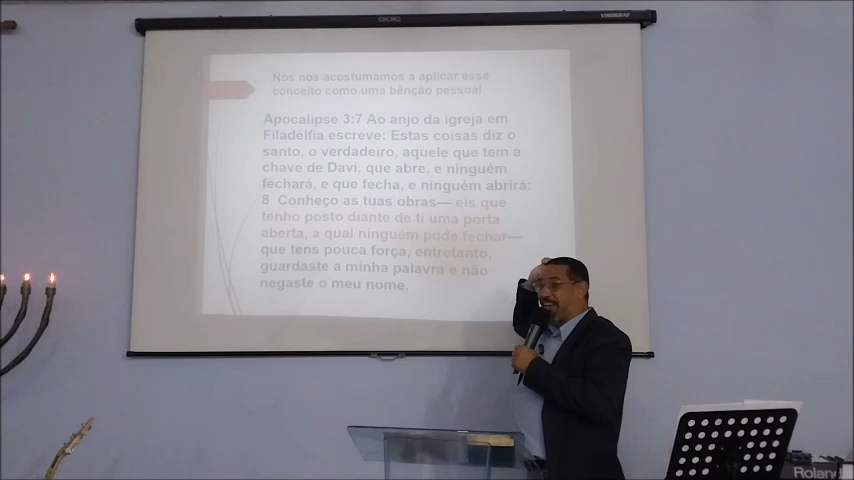 VINIGRAF
Nós nos acostumamos a aplicar esse
conceito como uma bênção pessoal
Apocalipse 3:7 Ao anjo da igreja em
Filadélfia escreve: Estas coisas diz o
santo, o verdadeiro, aquele que tem a
chave de Davi, que abre, e ninguém
fechará, e que fecha, e ninguém abrirá:
8 Conheço as tuas obras— eis que
tenho posto diante de ti uma porta
aberta, a qual ninguém pode fechar—
que tens pouca força, entretanto,
guardaste a minha palavra e não
negaste o meu nome.
Roland